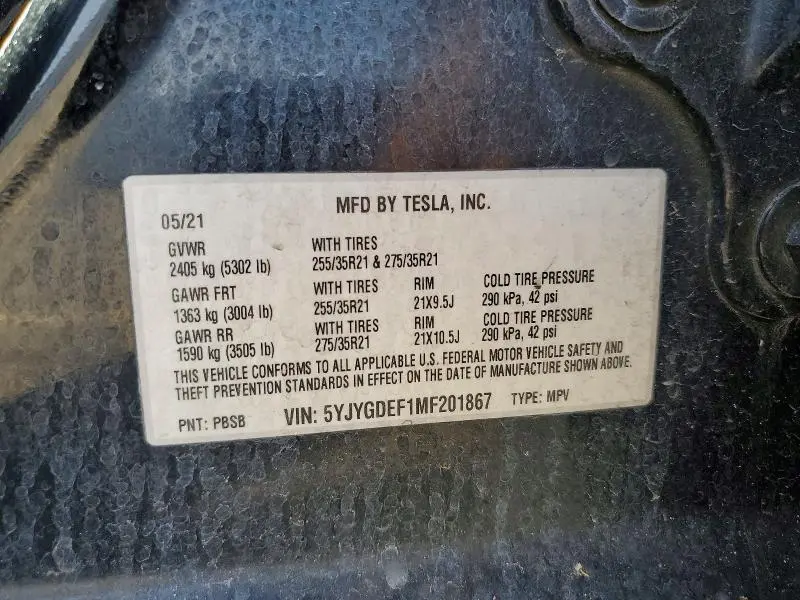 MFD BY TESLA, INC.
05/21
GVWR WITH TIRES
2405 kg (5302 lb) 255/35R21 & 275/35R21
GAWR FRT WITH TIRES RIM COLD TIRE PRESSURE
1363 kg (3004 lb) 255/35R21 21X9.5J 290 kPa, 42 psi
GAWR RR WITH TIRES RIM COLD TIRE PRESSURE
1590 kg (3505 lb) 275/35R21 21X10.5J 290 kPa, 42 psi
THIS VEHICLE CONFORMS TO ALL APPLICABLE U.S. FEDERAL MOTOR VEHICLE SAFETY AND
THEFT PREVENTION STANDARDS IN EFFECT ON THE DATE OF MANUFACTURE SHOWN ABOVE.
PNT: PBSB VIN: 5YJYGDEF1MF201867 TYPE: MPV